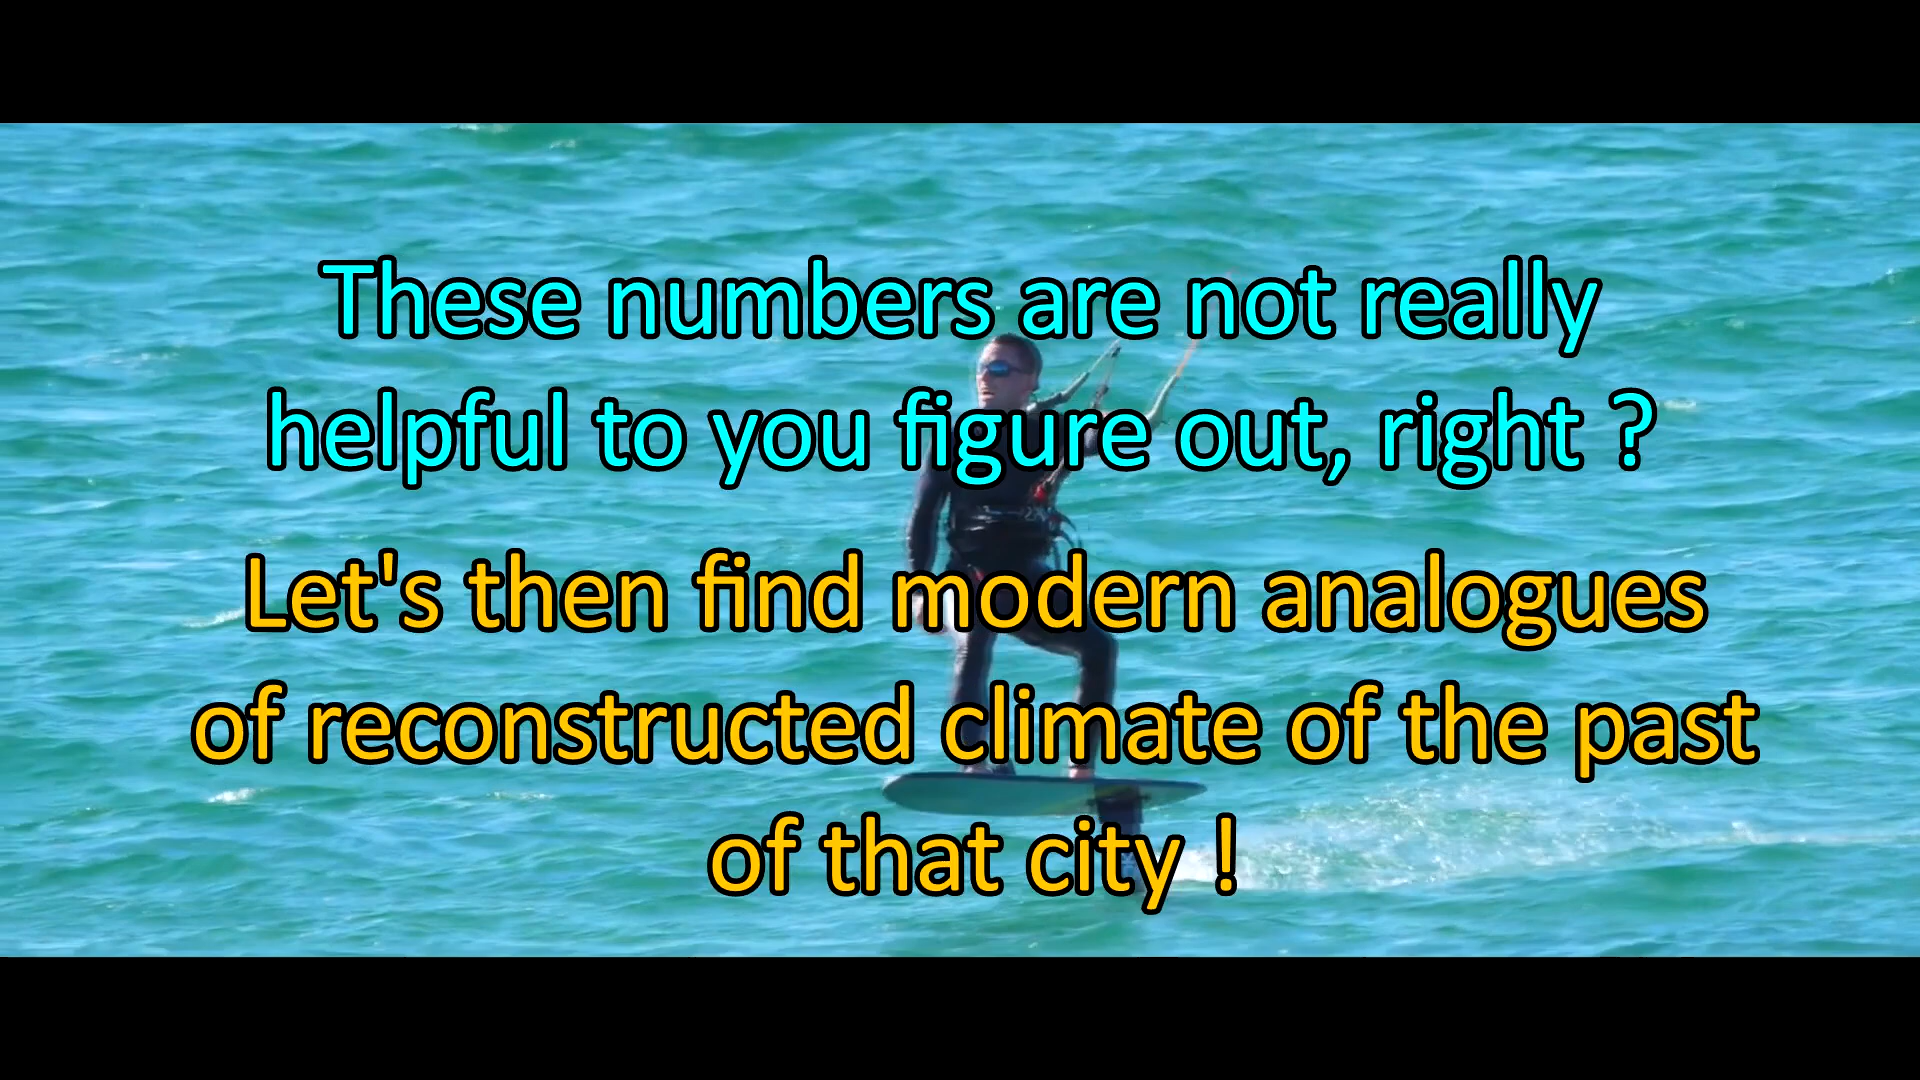 These numbers are not really
helpful to you figure out, right ?
Let's then find modern analogues
of reconstructed climate of the past
of that city !